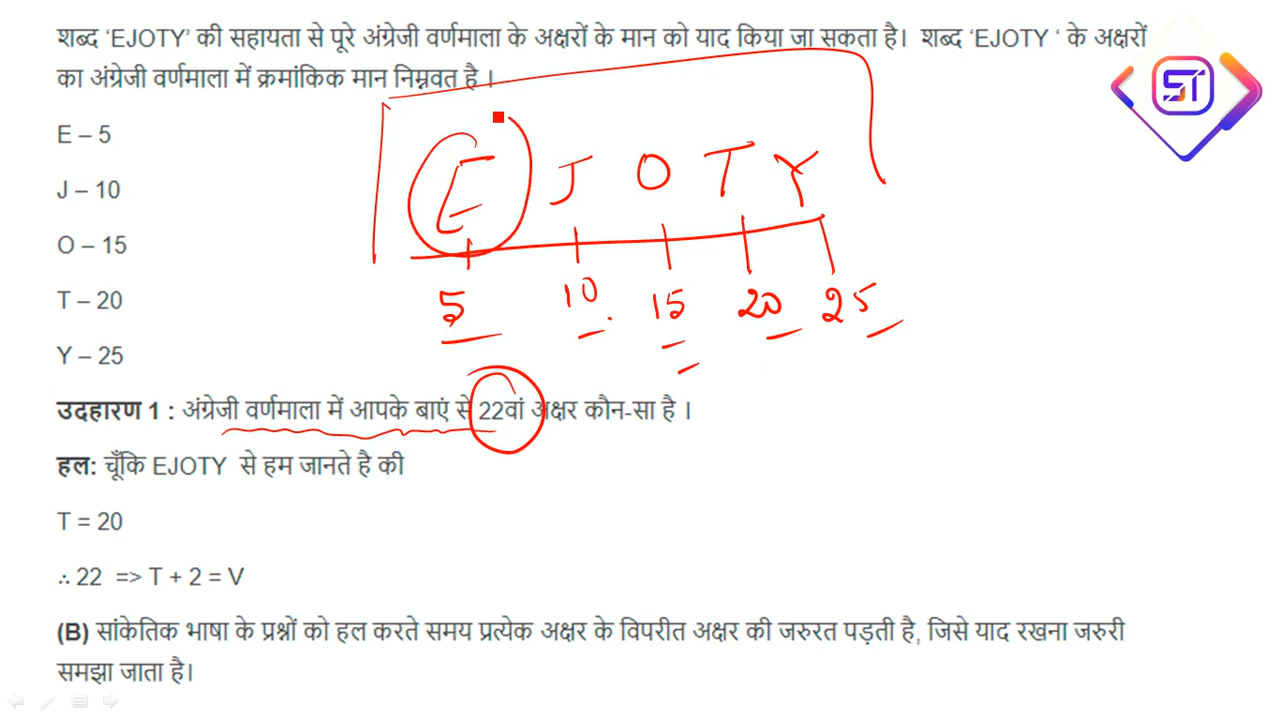 शब्द ‘EJOTY’ की सहायता से पूरे अंग्रेजी वर्णमाला के अक्षरों के मान को याद किया जा सकता है। शब्द ‘EJOTY ‘ के अक्षरों
का अंग्रेजी वर्णमाला में क्रमांकिक मान निम्नवत है ।
ST
E – 5
J – 10
O – 15
T – 20
Y – 25
E J O T Y
5 10 15 20 25
उदहारण 1 : अंग्रेजी वर्णमाला में आपके बाएं से 22वां अक्षर कौन-सा है ।
हल: चूँकि EJOTY से हम जानते है की
T = 20
∴ 22 => T + 2 = V
(B) सांकेतिक भाषा के प्रश्नों को हल करते समय प्रत्येक अक्षर के विपरीत अक्षर की जरुरत पड़ती है, जिसे याद रखना जरुरी
समझा जाता है।